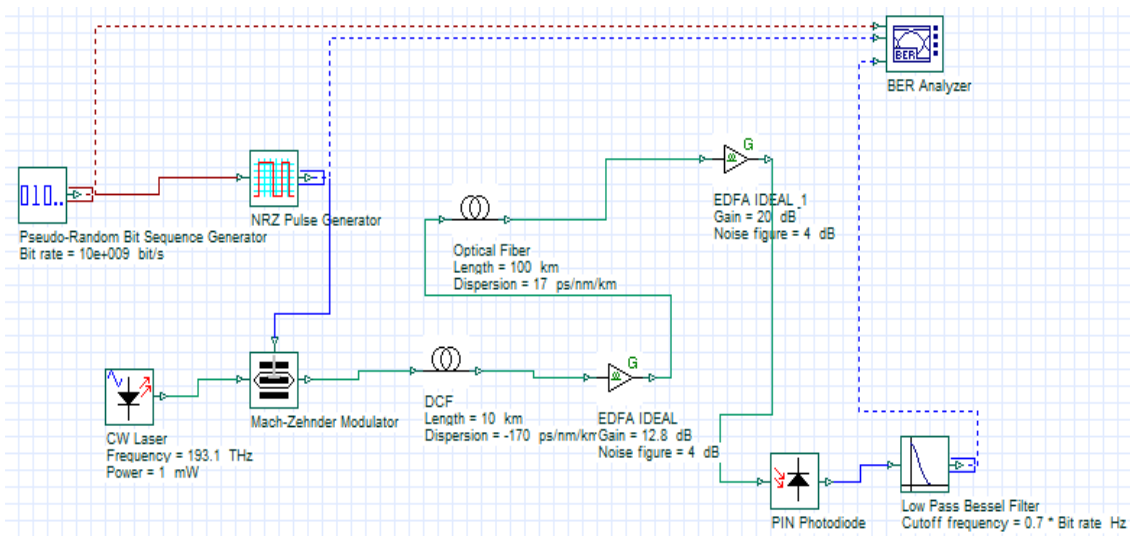 BER
BER Analyzer
G
010..
NRZ Pulse Generator
EDFA IDEAL_1
Gain = 20 dB
Noise figure = 4 dB
Pseudo-Random Bit Sequence Generator
Bit rate = 10e+009 bit/s
Optical Fiber
Length = 100 km
Dispersion = 17 ps/nm/km
G
Mach-Zehnder Modulator
DCF
Length = 10 km
Dispersion = -170 ps/nm/km
EDFA IDEAL
Gain = 12.8 dB
Noise figure = 4 dB
CW Laser
Frequency = 193.1 THz
Power = 1 mW
PIN Photodiode
Low Pass Bessel Filter
Cutoff frequency = 0.7 * Bit rate Hz